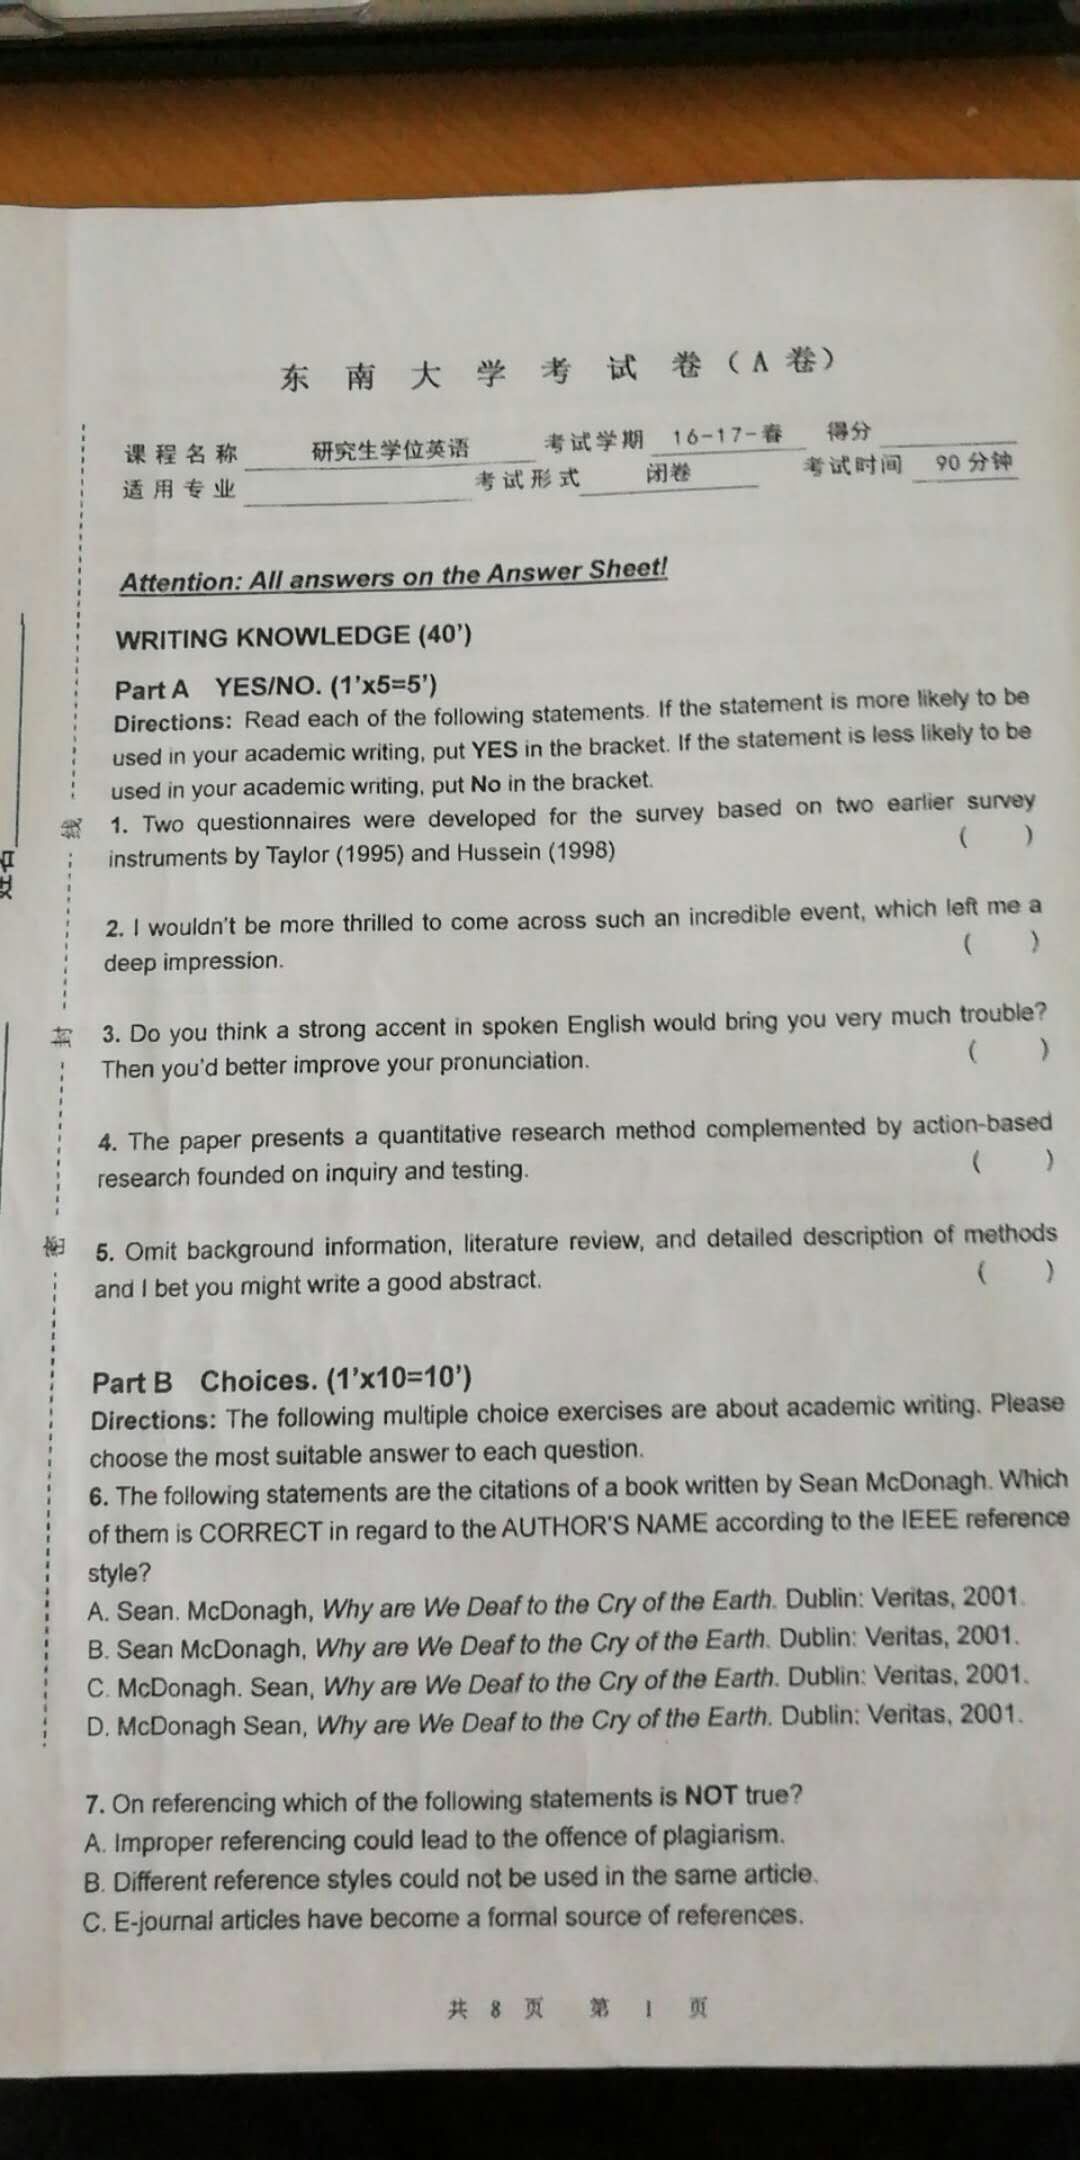 东 南 大 学 考 试 卷（A 卷）
课 程 名 称 研究生学位英语 考 试 学 期 16-17-春 得分
适 用 专 业 考 试 形 式 闭卷 考 试 时 间 90 分钟
Attention: All answers on the Answer Sheet!
WRITING KNOWLEDGE (40’)
Part A YES/NO. (1’x5=5’)
Directions: Read each of the following statements. If the statement is more likely to be
used in your academic writing, put YES in the bracket. If the statement is less likely to be
used in your academic writing, put No in the bracket.
1. Two questionnaires were developed for the survey based on two earlier survey
instruments by Taylor (1995) and Hussein (1998) ( )
2. I wouldn't be more thrilled to come across such an incredible event, which left me a
deep impression. ( )
3. Do you think a strong accent in spoken English would bring you very much trouble?
Then you'd better improve your pronunciation. ( )
4. The paper presents a quantitative research method complemented by action-based
research founded on inquiry and testing. ( )
5. Omit background information, literature review, and detailed description of methods
and I bet you might write a good abstract. ( )
Part B Choices. (1’x10=10’)
Directions: The following multiple choice exercises are about academic writing. Please
choose the most suitable answer to each question.
6. The following statements are the citations of a book written by Sean McDonagh. Which
of them is CORRECT in regard to the AUTHOR'S NAME according to the IEEE reference
style?
A. Sean. McDonagh, Why are We Deaf to the Cry of the Earth. Dublin: Veritas, 2001.
B. Sean McDonagh, Why are We Deaf to the Cry of the Earth. Dublin: Veritas, 2001.
C. McDonagh. Sean, Why are We Deaf to the Cry of the Earth. Dublin: Veritas, 2001.
D. McDonagh Sean, Why are We Deaf to the Cry of the Earth. Dublin: Veritas, 2001.
7. On referencing which of the following statements is NOT true?
A. Improper referencing could lead to the offence of plagiarism.
B. Different reference styles could not be used in the same article.
C. E-journal articles have become a formal source of references.
共 8 页 第 1 页
线
封
密
姓名